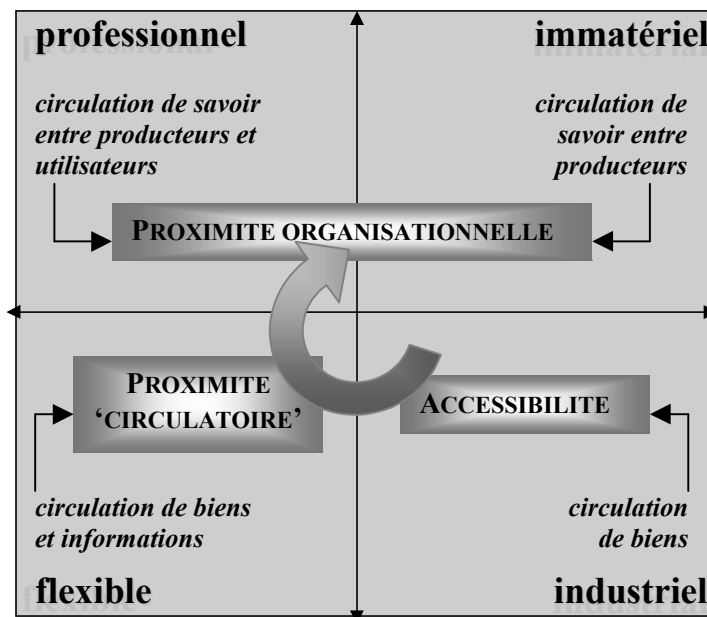 professionnel
immatériel
circulation de savoir
entre producteurs et
utilisateurs
circulation de
savoir entre
producteurs
PROXIMITE ORGANISATIONNELLE
PROXIMITE
‘CIRCULATOIRE’
ACCESSIBILITE
circulation de biens
et informations
circulation
de biens
flexible
industriel